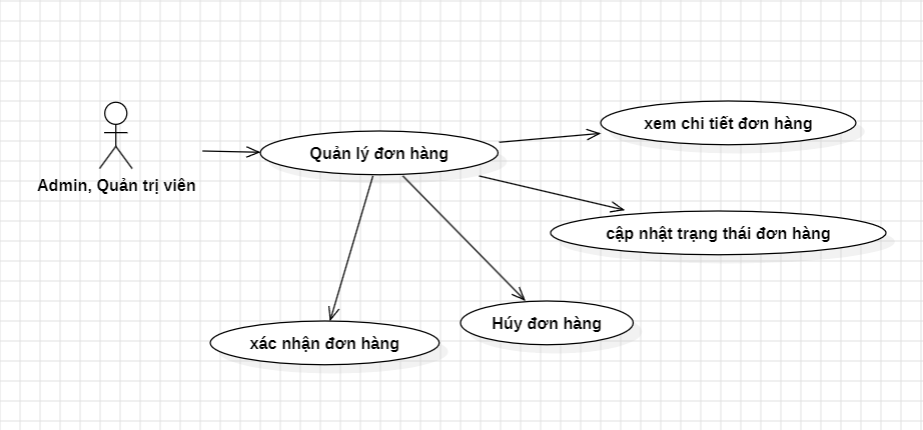 xem chi tiết đơn hàng
Quản lý đơn hàng
Admin, Quản trị viên
cập nhật trạng thái đơn hàng
Húy đơn hàng
xác nhận đơn hàng